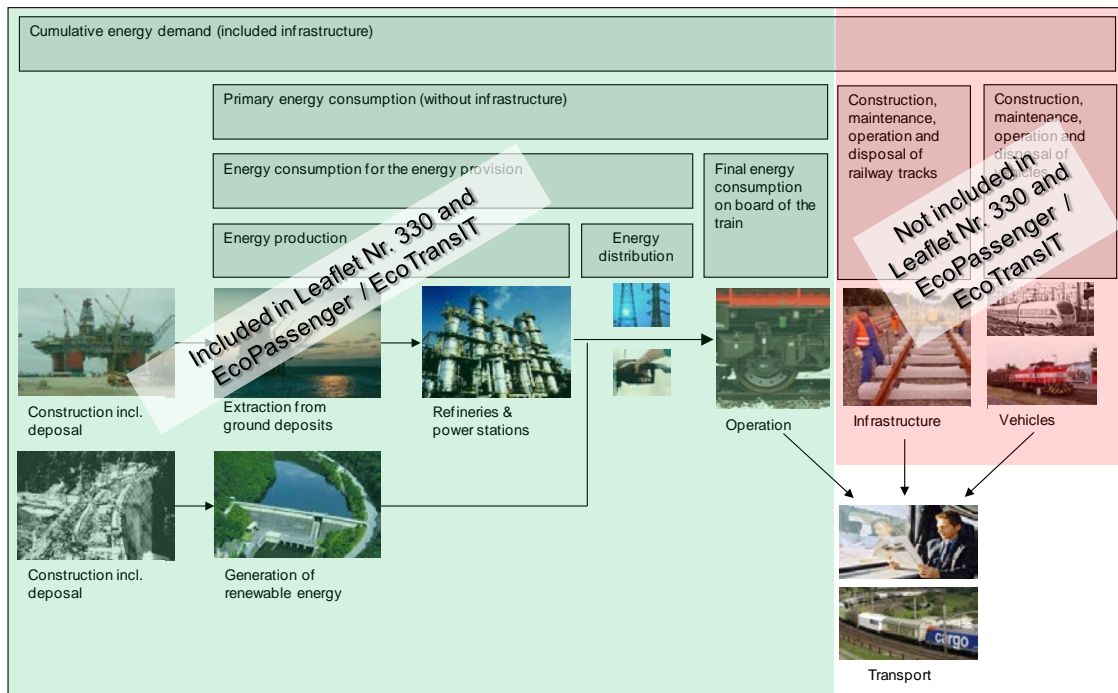 Cumulative energy demand (included infrastructure)
Primary energy consumption (without infrastructure)
Construction,
maintenance,
operation and
disposal of
railway tracks
Construction,
maintenance,
operation and
disposal of
vehicles
Energy consumption for the energy provision
Final energy
consumption
on board of the
train
Energy production
Energy
distribution
Included in Leaflet Nr. 330 and
EcoPassenger / EcoTransIT
Not included in
Leaflet Nr. 330 and
EcoPassenger /
EcoTransIT
Construction incl.
deposal
Extraction from
ground deposits
Refineries &
power stations
Operation
Infrastructure
Vehicles
Construction incl.
deposal
Generation of
renewable energy
cargo
Transport